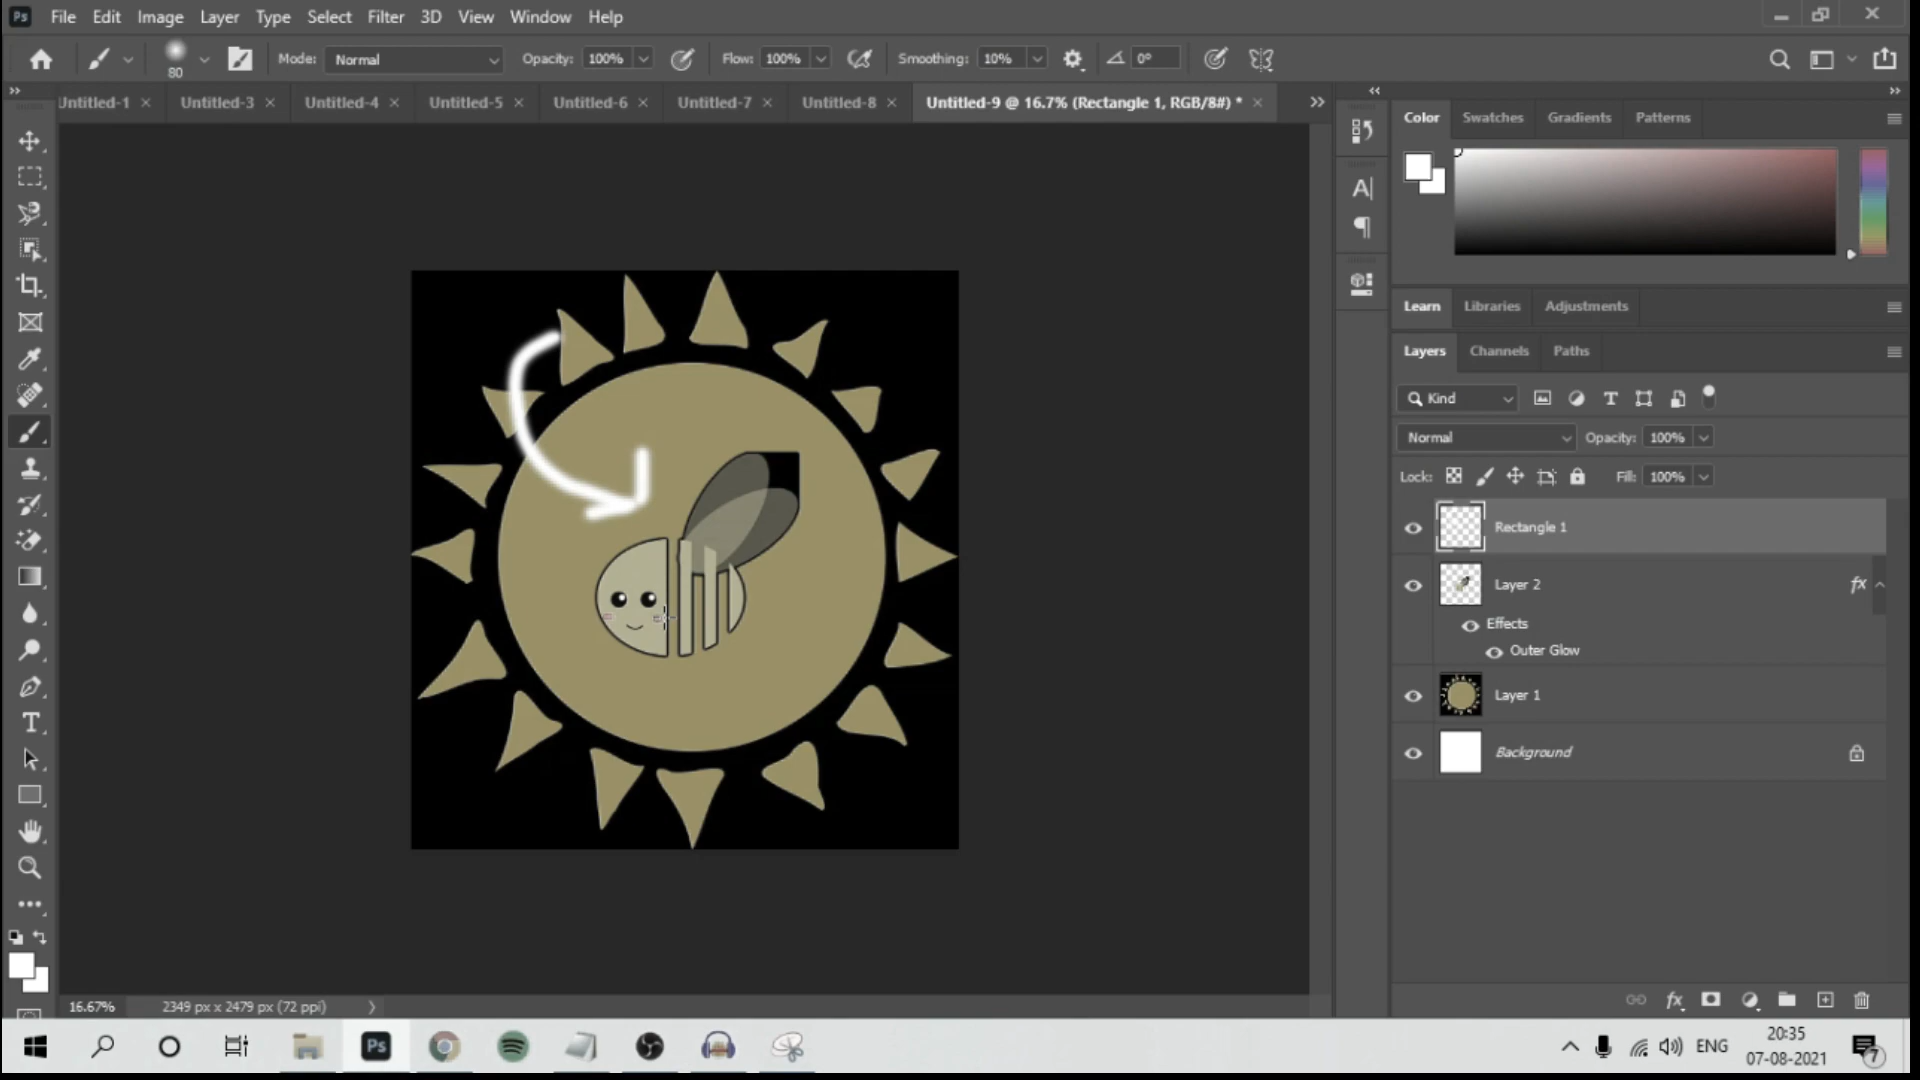 Ps File Edit Image Layer Type Select Filter 3D View Window Help
80 Mode: Normal Opacity: 100% Flow: 100% Smoothing: 10% 0°
Untitled-1 Untitled-3 Untitled-4 Untitled-5 Untitled-6 Untitled-7 Untitled-8 Untitled-9 @ 16.7% (Rectangle 1, RGB/8#) *
Color Swatches Gradients Patterns
Learn Libraries Adjustments
Layers Channels Paths
Kind
Normal Opacity: 100%
Lock: Fill: 100%
Rectangle 1
Layer 2 fx
Effects
Outer Glow
Layer 1
Background
16.67% 2349 px x 2479 px (72 ppi)
fx
Ps
ENG
20:35
07-08-2021
7